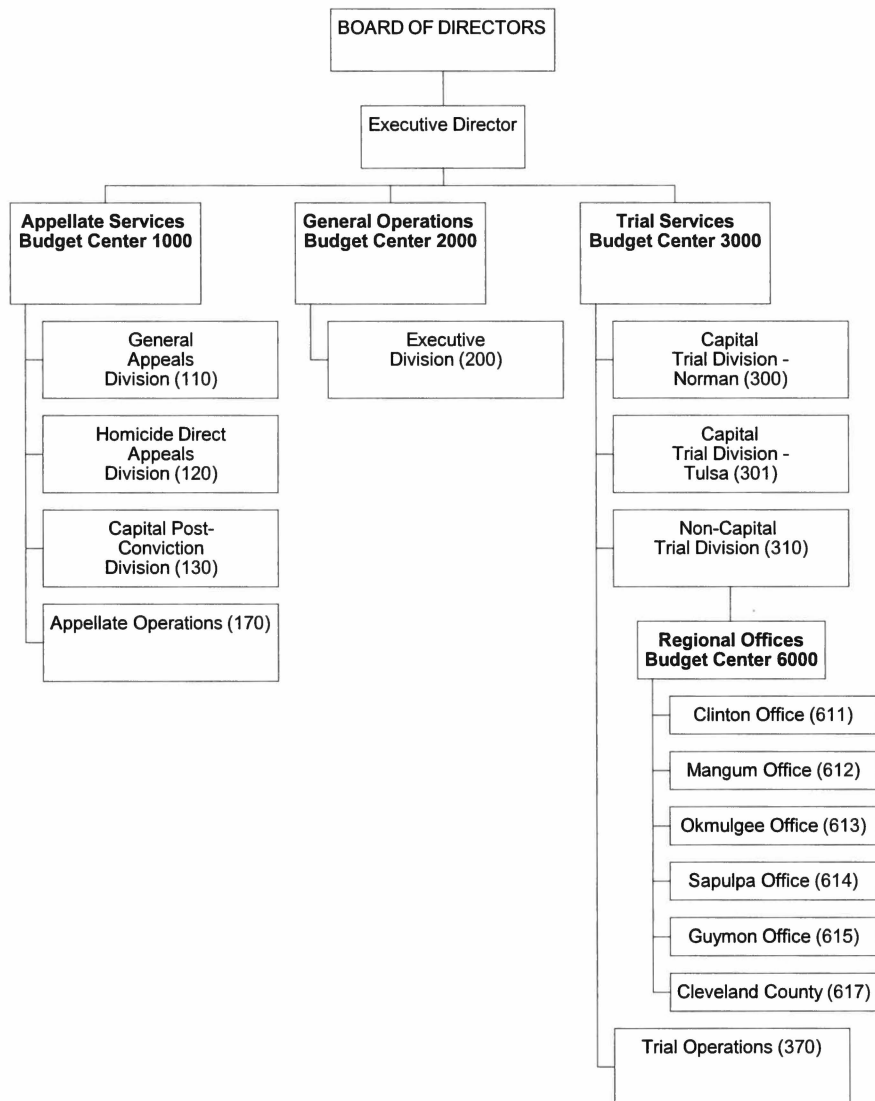 BOARD OF DIRECTORS
Executive Director
Appellate Services
Budget Center 1000
General
Appeals
Division (110)
Homicide Direct
Appeals
Division (120)
Capital Post-
Conviction
Division (130)
Appellate Operations (170)
General Operations
Budget Center 2000
Executive
Division (200)
Trial Services
Budget Center 3000
Capital
Trial Division -
Norman (300)
Capital
Trial Division -
Tulsa (301)
Non-Capital
Trial Division (310)
Regional Offices
Budget Center 6000
Clinton Office (611)
Mangum Office (612)
Okmulgee Office (613)
Sapulpa Office (614)
Guymon Office (615)
Cleveland County (617)
Trial Operations (370)